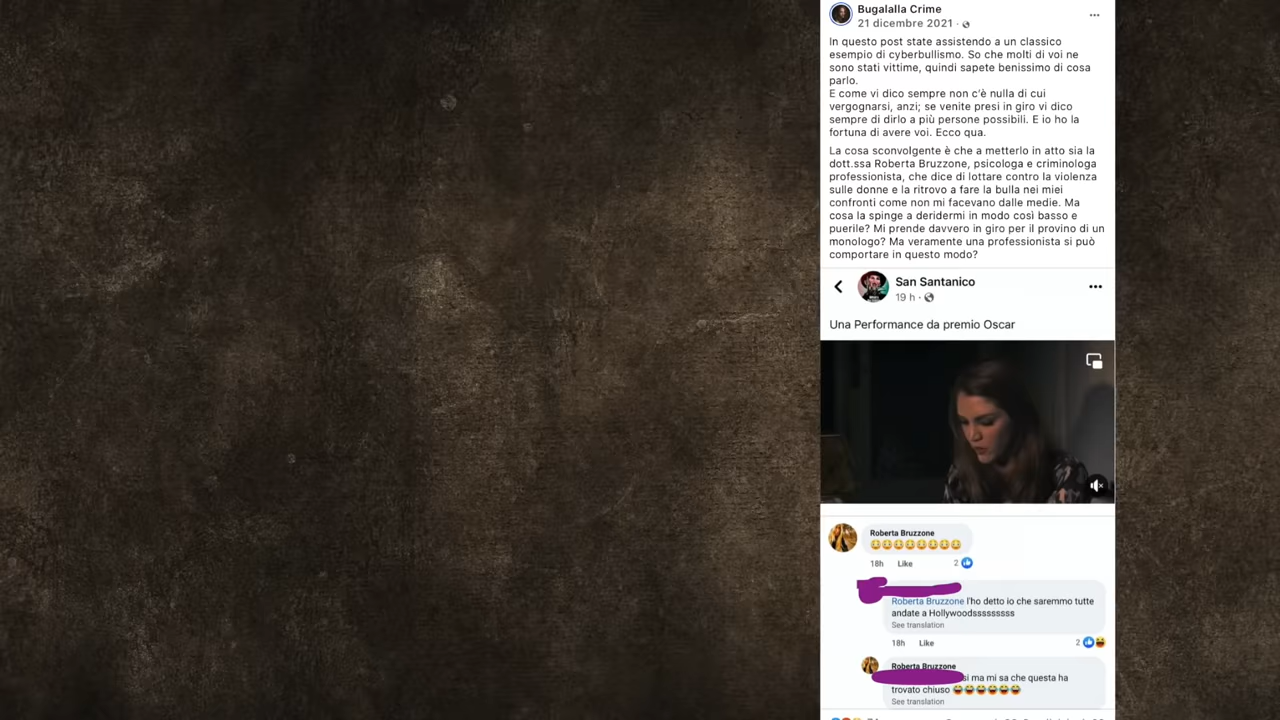 Bugalalla Crime
21 dicembre 2021 ·
In questo post state assistendo a un classico
esempio di cyberbullismo. So che molti di voi ne
sono stati vittime, quindi sapete benissimo di cosa
parlo.
E come vi dico sempre non c'è nulla di cui
vergognarsi, anzi; se venite presi in giro vi dico
sempre di dirlo a più persone possibili. E io ho la
fortuna di avere voi. Ecco qua.
La cosa sconvolgente è che a metterlo in atto sia la
dott.ssa Roberta Bruzzone, psicologa e criminologa
professionista, che dice di lottare contro la violenza
sulle donne e la ritrovo a fare la bulla nei miei
confronti come non mi facevano dalle medie. Ma
cosa la spinge a deridermi in modo così basso e
puerile? Mi prende davvero in giro per il provino di un
monologo? Ma veramente una professionista si può
comportare in questo modo?
San Santanico
19 h ·
Una Performance da premio Oscar
Roberta Bruzzone
18h Like 2
Roberta Bruzzone l'ho detto io che saremmo tutte
andate a Hollywoodsssssssss
See translation
18h Like 2
Roberta Bruzzone
si ma mi sa che questa ha
trovato chiuso
See translation